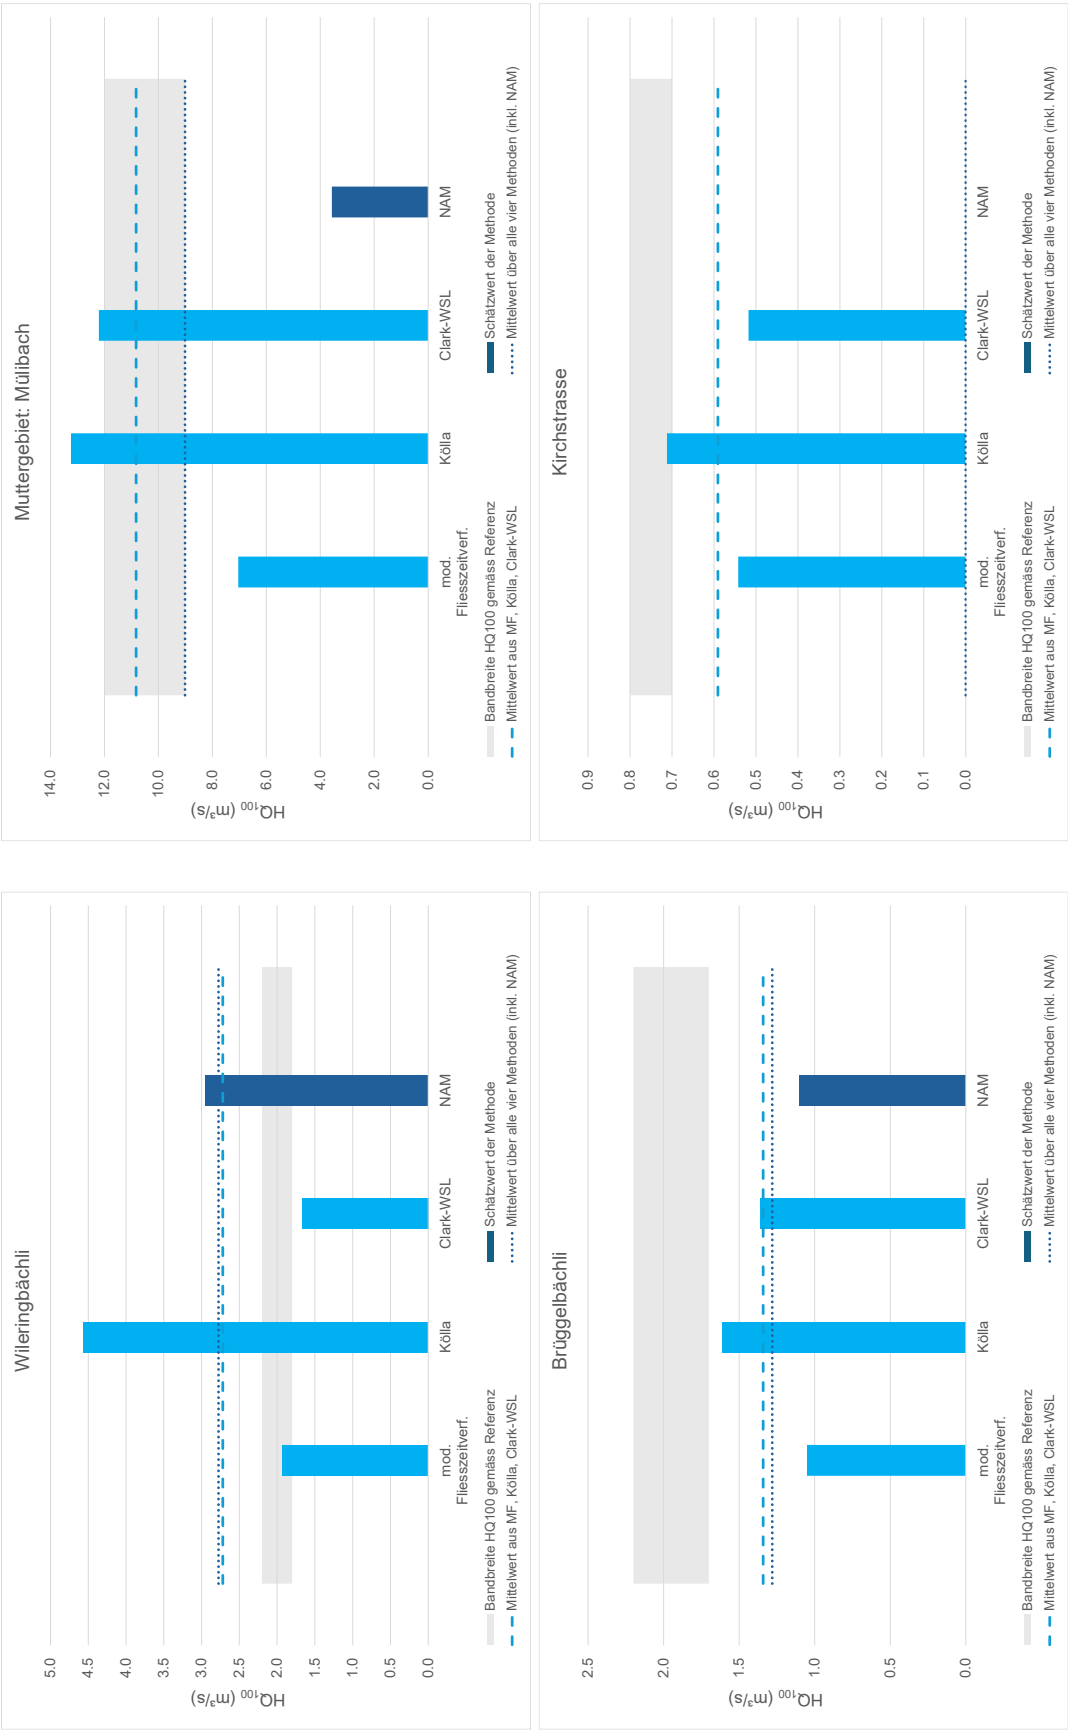 Wileringbächli
HQ100 (m³/s)
5.0
4.5
4.0
3.5
3.0
2.5
2.0
1.5
1.0
0.5
0.0
mod.
Fliesszeitverf.
Kölla
Clark-WSL
NAM
Bandbreite HQ100 gemäss Referenz
Schätzwert der Methode
Mittelwert aus MF, Kölla, Clark-WSL
Mittelwert über alle vier Methoden (inkl. NAM)
Muttergebiet: Mülibach
HQ100 (m³/s)
14.0
12.0
10.0
8.0
6.0
4.0
2.0
0.0
mod.
Fliesszeitverf.
Kölla
Clark-WSL
NAM
Bandbreite HQ100 gemäss Referenz
Schätzwert der Methode
Mittelwert aus MF, Kölla, Clark-WSL
Mittelwert über alle vier Methoden (inkl. NAM)
Brüggelbächli
HQ100 (m³/s)
2.5
2.0
1.5
1.0
0.5
0.0
mod.
Fliesszeitverf.
Kölla
Clark-WSL
NAM
Bandbreite HQ100 gemäss Referenz
Schätzwert der Methode
Mittelwert aus MF, Kölla, Clark-WSL
Mittelwert über alle vier Methoden (inkl. NAM)
Kirchstrasse
HQ100 (m³/s)
0.9
0.8
0.7
0.6
0.5
0.4
0.3
0.2
0.1
0.0
mod.
Fliesszeitverf.
Kölla
Clark-WSL
NAM
Bandbreite HQ100 gemäss Referenz
Schätzwert der Methode
Mittelwert aus MF, Kölla, Clark-WSL
Mittelwert über alle vier Methoden (inkl. NAM)